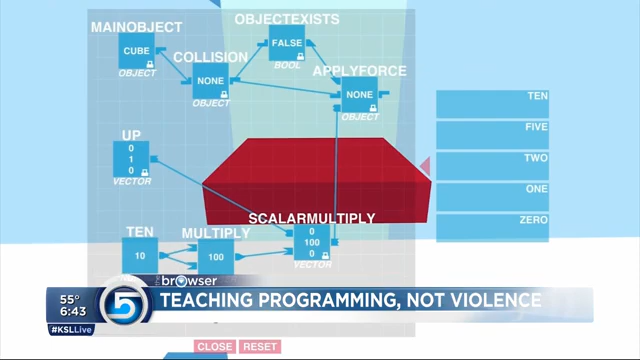 OBJECTEXISTS
MAINOBJECT
FALSE
CUBE
COLLISION
BOOL
APPLYFORCE
OBJECT
NONE
NONE
OBJECT
OBJECT
TEN
FIVE
TWO
ONE
ZERO
UP
0
1
0
VECTOR
SCALARMULTIPLY
TEN
MULTIPLY
0
100
0
10
100
VECTOR
the browser
55°
6:43
#KSLLive
5
TEACHING PROGRAMMING, NOT VIOLENCE
CLOSE
RESET